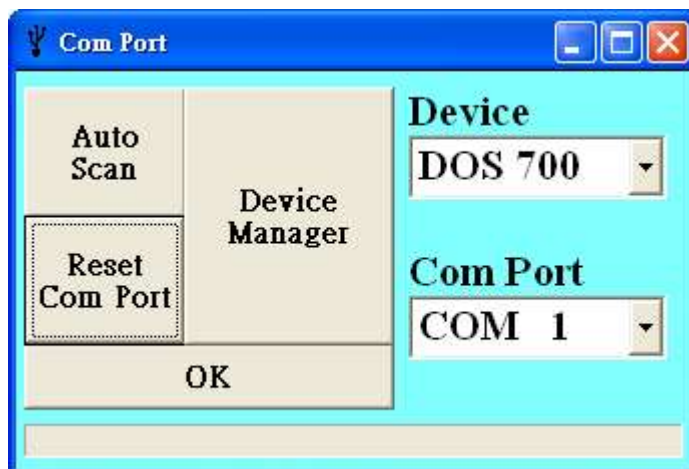 Com Port
Auto
Scan
Device
Manager
Reset
Com Port
OK
Device
DOS 700
Com Port
COM 1